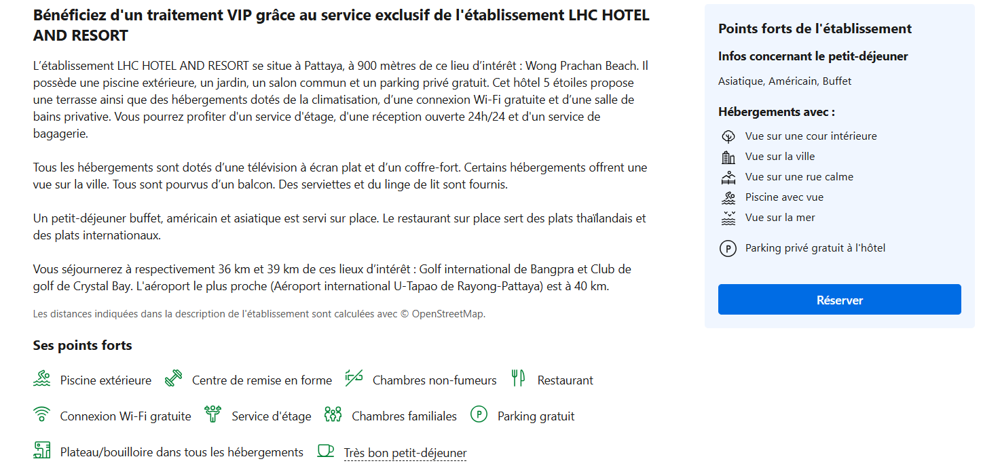 Bénéficiez d'un traitement VIP grâce au service exclusif de l'établissement LHC HOTEL
AND RESORT
L’établissement LHC HOTEL AND RESORT se situe à Pattaya, à 900 mètres de ce lieu d’intérêt : Wong Prachan Beach. Il
possède une piscine extérieure, un jardin, un salon commun et un parking privé gratuit. Cet hôtel 5 étoiles propose
une terrasse ainsi que des hébergements dotés de la climatisation, d’une connexion Wi-Fi gratuite et d’une salle de
bains privative. Vous pourrez profiter d'un service d'étage, d'une réception ouverte 24h/24 et d'un service de
bagagerie.
Tous les hébergements sont dotés d’une télévision à écran plat et d’un coffre-fort. Certains hébergements offrent une
vue sur la ville. Tous sont pourvus d’un balcon. Des serviettes et du linge de lit sont fournis.
Un petit-déjeuner buffet, américain et asiatique est servi sur place. Le restaurant sur place sert des plats thaïlandais et
des plats internationaux.
Vous séjournerez à respectivement 36 km et 39 km de ces lieux d’intérêt : Golf international de Bangpra et Club de
golf de Crystal Bay. L'aéroport le plus proche (Aéroport international U-Tapao de Rayong-Pattaya) est à 40 km.
Les distances indiquées dans la description de l'établissement sont calculées avec © OpenStreetMap.
Ses points forts
Piscine extérieure
Centre de remise en forme
Chambres non-fumeurs
Restaurant
Connexion Wi-Fi gratuite
Service d'étage
Chambres familiales
P
Parking gratuit
Plateau/bouilloire dans tous les hébergements
Très bon petit-déjeuner
Points forts de l'établissement
Infos concernant le petit-déjeuner
Asiatique, Américain, Buffet
Hébergements avec :
Vue sur une cour intérieure
Vue sur la ville
Vue sur une rue calme
Piscine avec vue
Vue sur la mer
P
Parking privé gratuit à l'hôtel
Réserver